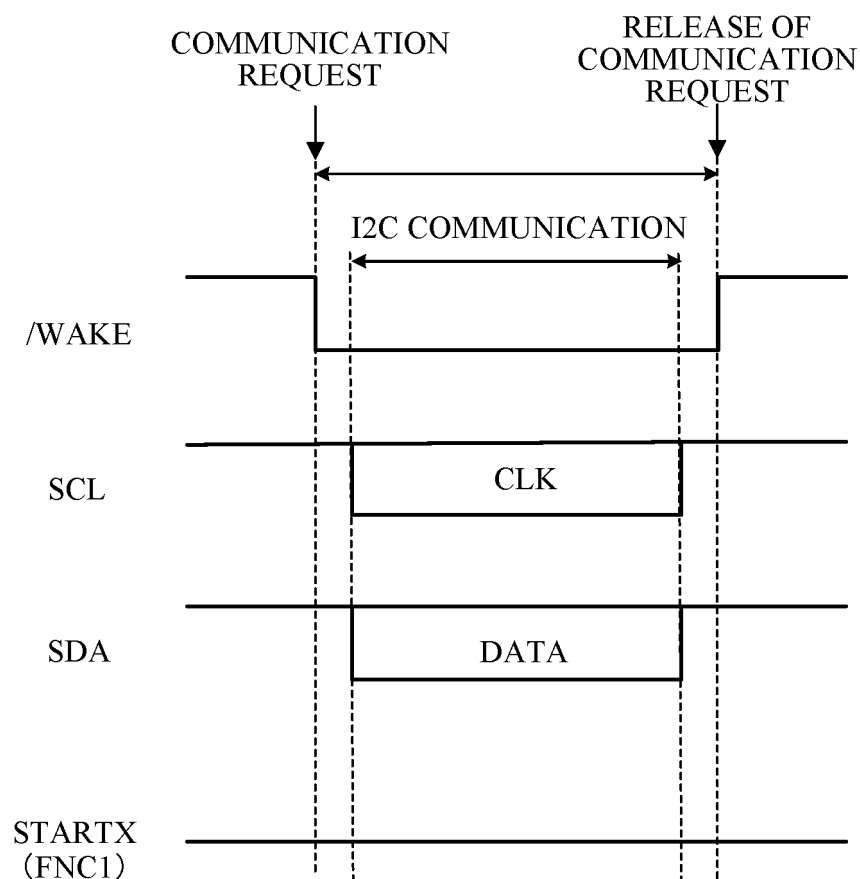 COMMUNICATION
REQUEST
RELEASE OF
COMMUNICATION
REQUEST
I2C COMMUNICATION
/WAKE
SCL
CLK
SDA
DATA
STARTX
(FNC1)